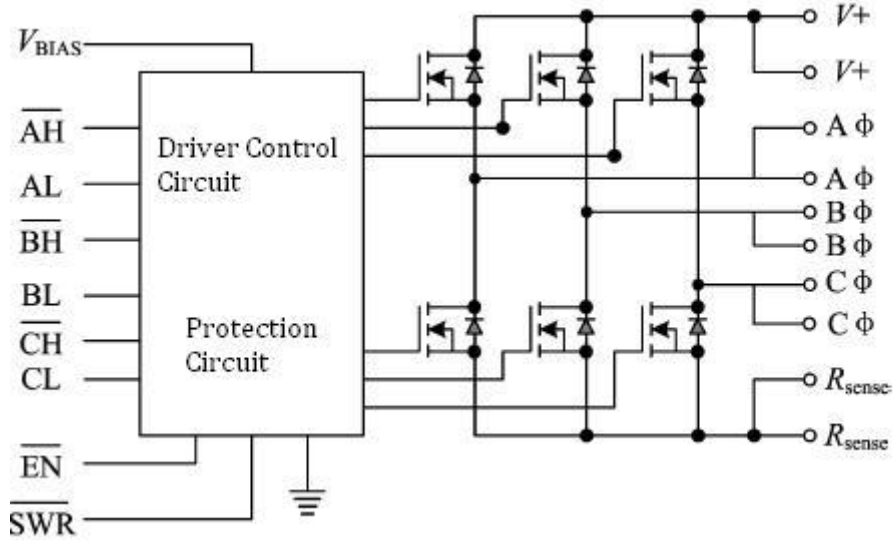 VBIAS
AH
AL
BH
BL
CH
CL
EN
SWR
Driver Control
Circuit
Protection
Circuit
V+
V+
A Φ
A Φ
B Φ
B Φ
C Φ
C Φ
Rsense
Rsense